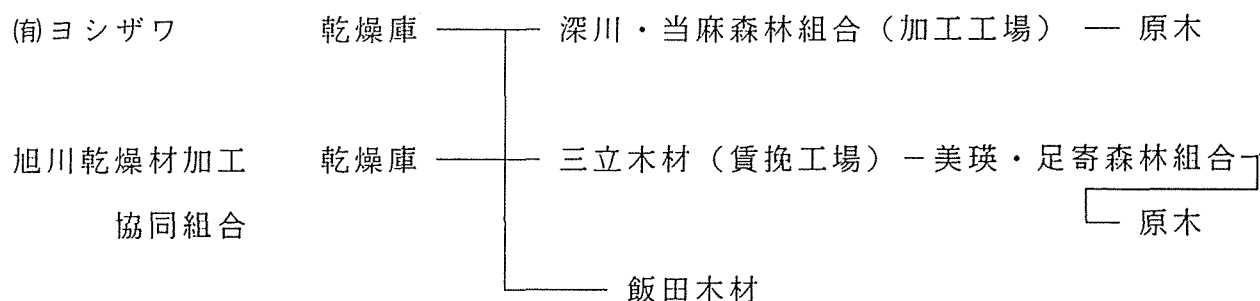 ㈲ヨシザワ 乾燥庫 深川・当麻森林組合（加工工場） ― 原木
旭川乾燥材加工 乾燥庫 三立木材（賃挽工場）－美瑛・足寄森林組合
協同組合 原木
飯田木材